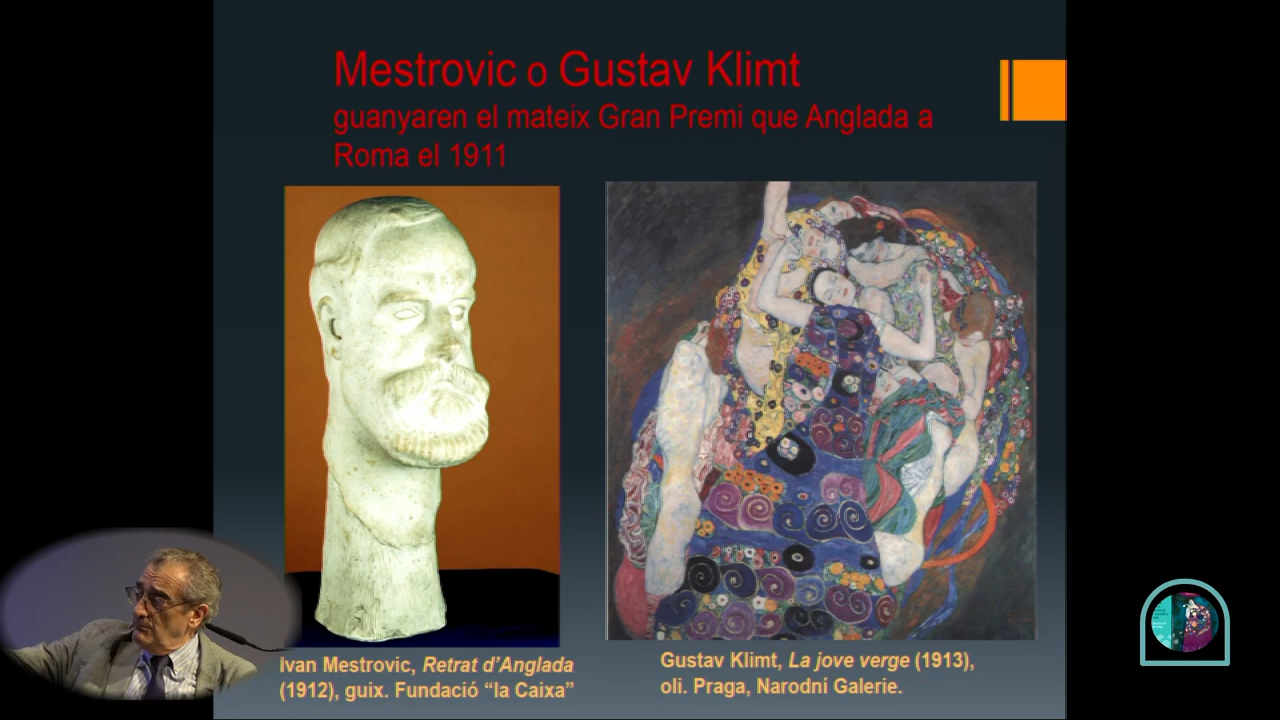 Mestrovic o Gustav Klimt
guanyaren el mateix Gran Premi que Anglada a
Roma el 1911
Ivan Mestrovic, Retrat d'Anglada
(1912), guix. Fundació “la Caixa”
Gustav Klimt, La jove verge (1913),
oli. Praga, Narodní Galerie.